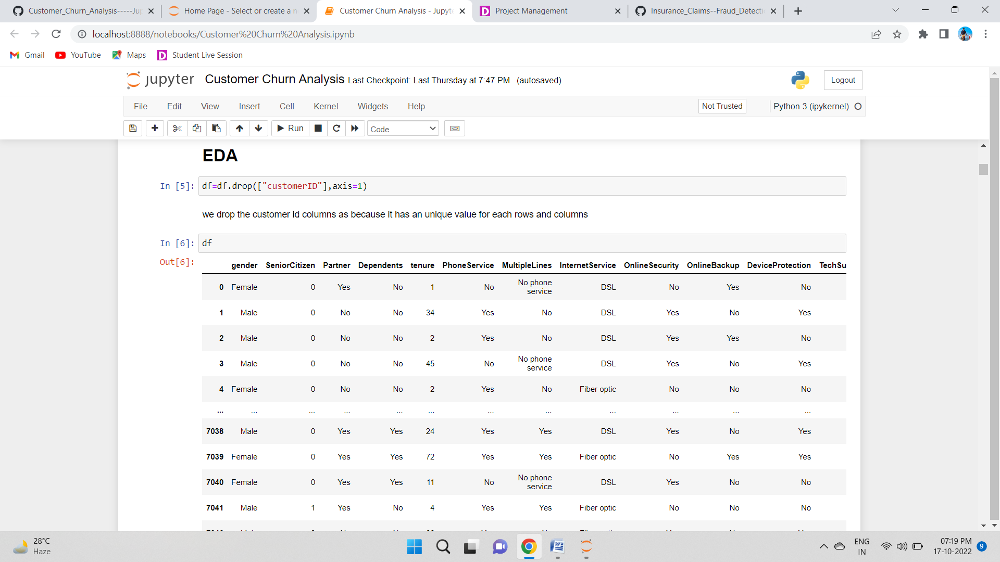 Customer_Churn_Analysis-----Ju
Home Page - Select or create a n
Customer Churn Analysis - Jupyt
Project Management
Insurance_Claims--Fraud_Detecti
localhost:8888/notebooks/Customer%20Churn%20Analysis.ipynb
Gmail YouTube Maps Student Live Session
jupyter Customer Churn Analysis Last Checkpoint: Last Thursday at 7:47 PM (autosaved) Logout
File Edit View Insert Cell Kernel Widgets Help Not Trusted Python 3 (ipykernel)
Run Code
EDA
In [5]: df=df.drop(["customerID"],axis=1)
we drop the customer id columns as because it has an unique value for each rows and columns
In [6]: df
Out[6]:
gender SeniorCitizen Partner Dependents tenure PhoneService MultipleLines InternetService OnlineSecurity OnlineBackup DeviceProtection TechSu
0 Female 0 Yes No 1 No No phone service DSL No Yes No
1 Male 0 No No 34 Yes No DSL Yes No Yes
2 Male 0 No No 2 Yes No DSL Yes Yes No
3 Male 0 No No 45 No No phone service DSL Yes No Yes
4 Female 0 No No 2 Yes No Fiber optic No No No
... ... ... ... ... ... ... ... ... ... ... ...
7038 Male 0 Yes Yes 24 Yes Yes DSL Yes No Yes
7039 Female 0 Yes Yes 72 Yes Yes Fiber optic No Yes Yes
7040 Female 0 Yes Yes 11 No No phone service DSL Yes No No
7041 Male 1 Yes No 4 Yes Yes Fiber optic No No No
28°C
Haze
ENG
IN
07:19 PM
17-10-2022
9